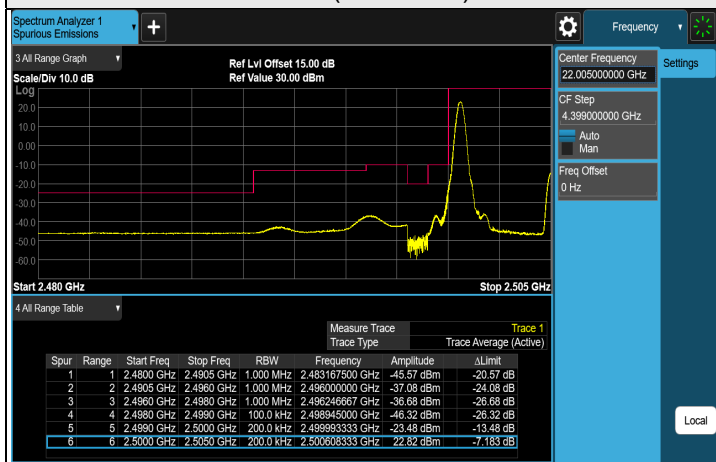 Spectrum Analyzer 1
Spurious Emissions
+
Frequency
3 All Range Graph
Ref Lvl Offset 15.00 dB
Ref Value 30.00 dBm
Scale/Div 10.0 dB
Log
20.0
10.0
0.00
-10.0
-20.0
-30.0
-40.0
-50.0
-60.0
Start 2.480 GHz
Stop 2.505 GHz
Center Frequency
22.005000000 GHz
Settings
CF Step
4.399000000 GHz
Auto
Man
Freq Offset
0 Hz
4 All Range Table
Measure Trace Trace 1
Trace Type Trace Average (Active)
Spur Range Start Freq Stop Freq RBW Frequency Amplitude ΔLimit
1 1 2.4800 GHz 2.4905 GHz 1.000 MHz 2.483167500 GHz -45.57 dBm -20.57 dB
2 2 2.4905 GHz 2.4960 GHz 1.000 MHz 2.496000000 GHz -37.08 dBm -24.08 dB
3 3 2.4960 GHz 2.4980 GHz 1.000 MHz 2.496246667 GHz -36.68 dBm -26.68 dB
4 4 2.4980 GHz 2.4990 GHz 100.0 kHz 2.498945000 GHz -46.32 dBm -26.32 dB
5 5 2.4990 GHz 2.5000 GHz 200.0 kHz 2.499993333 GHz -23.48 dBm -13.48 dB
6 6 2.5000 GHz 2.5050 GHz 200.0 kHz 2.500608333 GHz 22.82 dBm -7.183 dB
Local